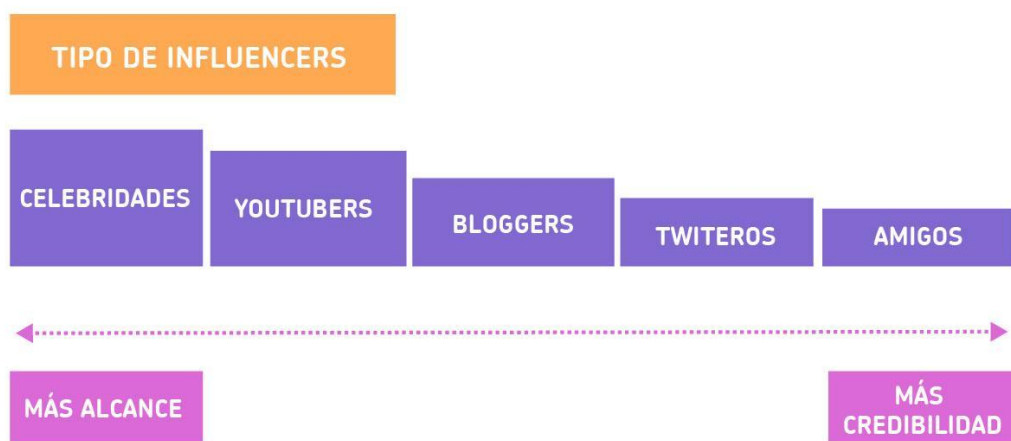 TIPO DE INFLUENCERS
CELEBRIDADES
YOUTUBERS
BLOGGERS
TWITEROS
AMIGOS
MÁS ALCANCE
MÁS
CREDIBILIDAD